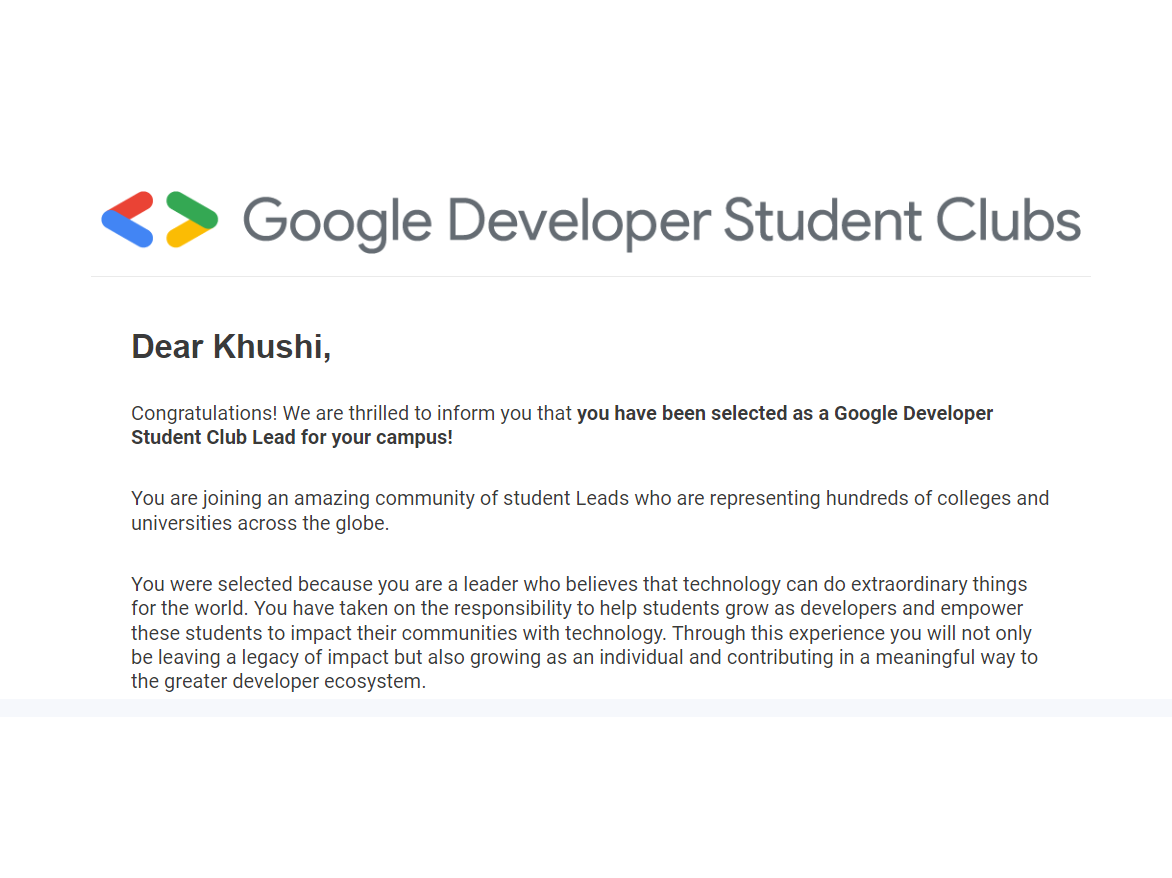 Google Developer Student Clubs
Dear Khushi,
Congratulations! We are thrilled to inform you that you have been selected as a Google Developer
Student Club Lead for your campus!
You are joining an amazing community of student Leads who are representing hundreds of colleges and
universities across the globe.
You were selected because you are a leader who believes that technology can do extraordinary things
for the world. You have taken on the responsibility to help students grow as developers and empower
these students to impact their communities with technology. Through this experience you will not only
be leaving a legacy of impact but also growing as an individual and contributing in a meaningful way to
the greater developer ecosystem.